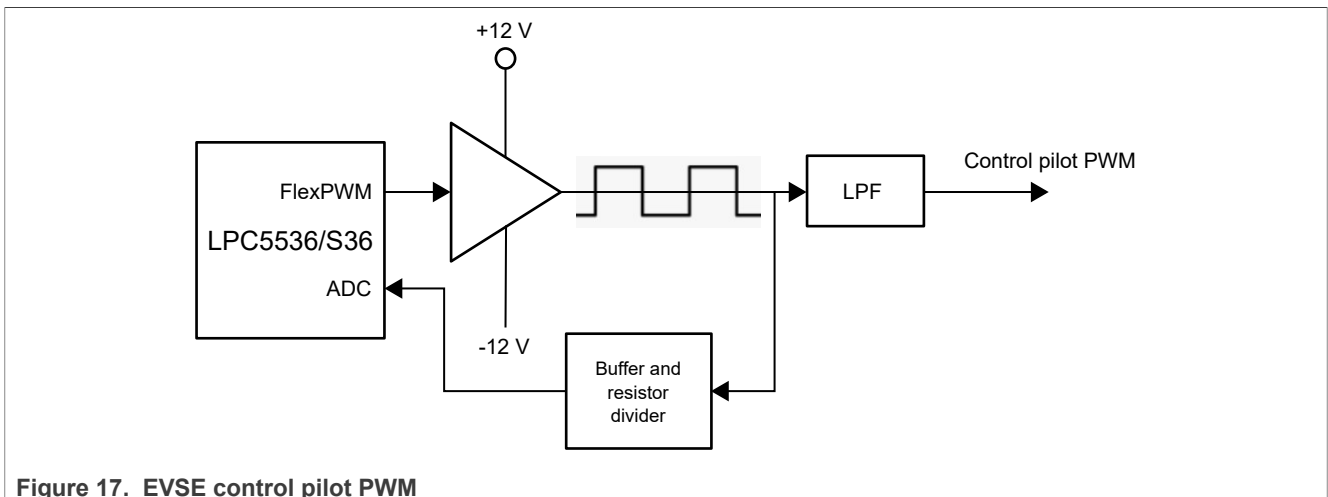 +12 V
FlexPWM
LPC5536/S36
ADC
-12 V
LPF
Control pilot PWM
Buffer and
resistor
divider
Figure 17. EVSE control pilot PWM